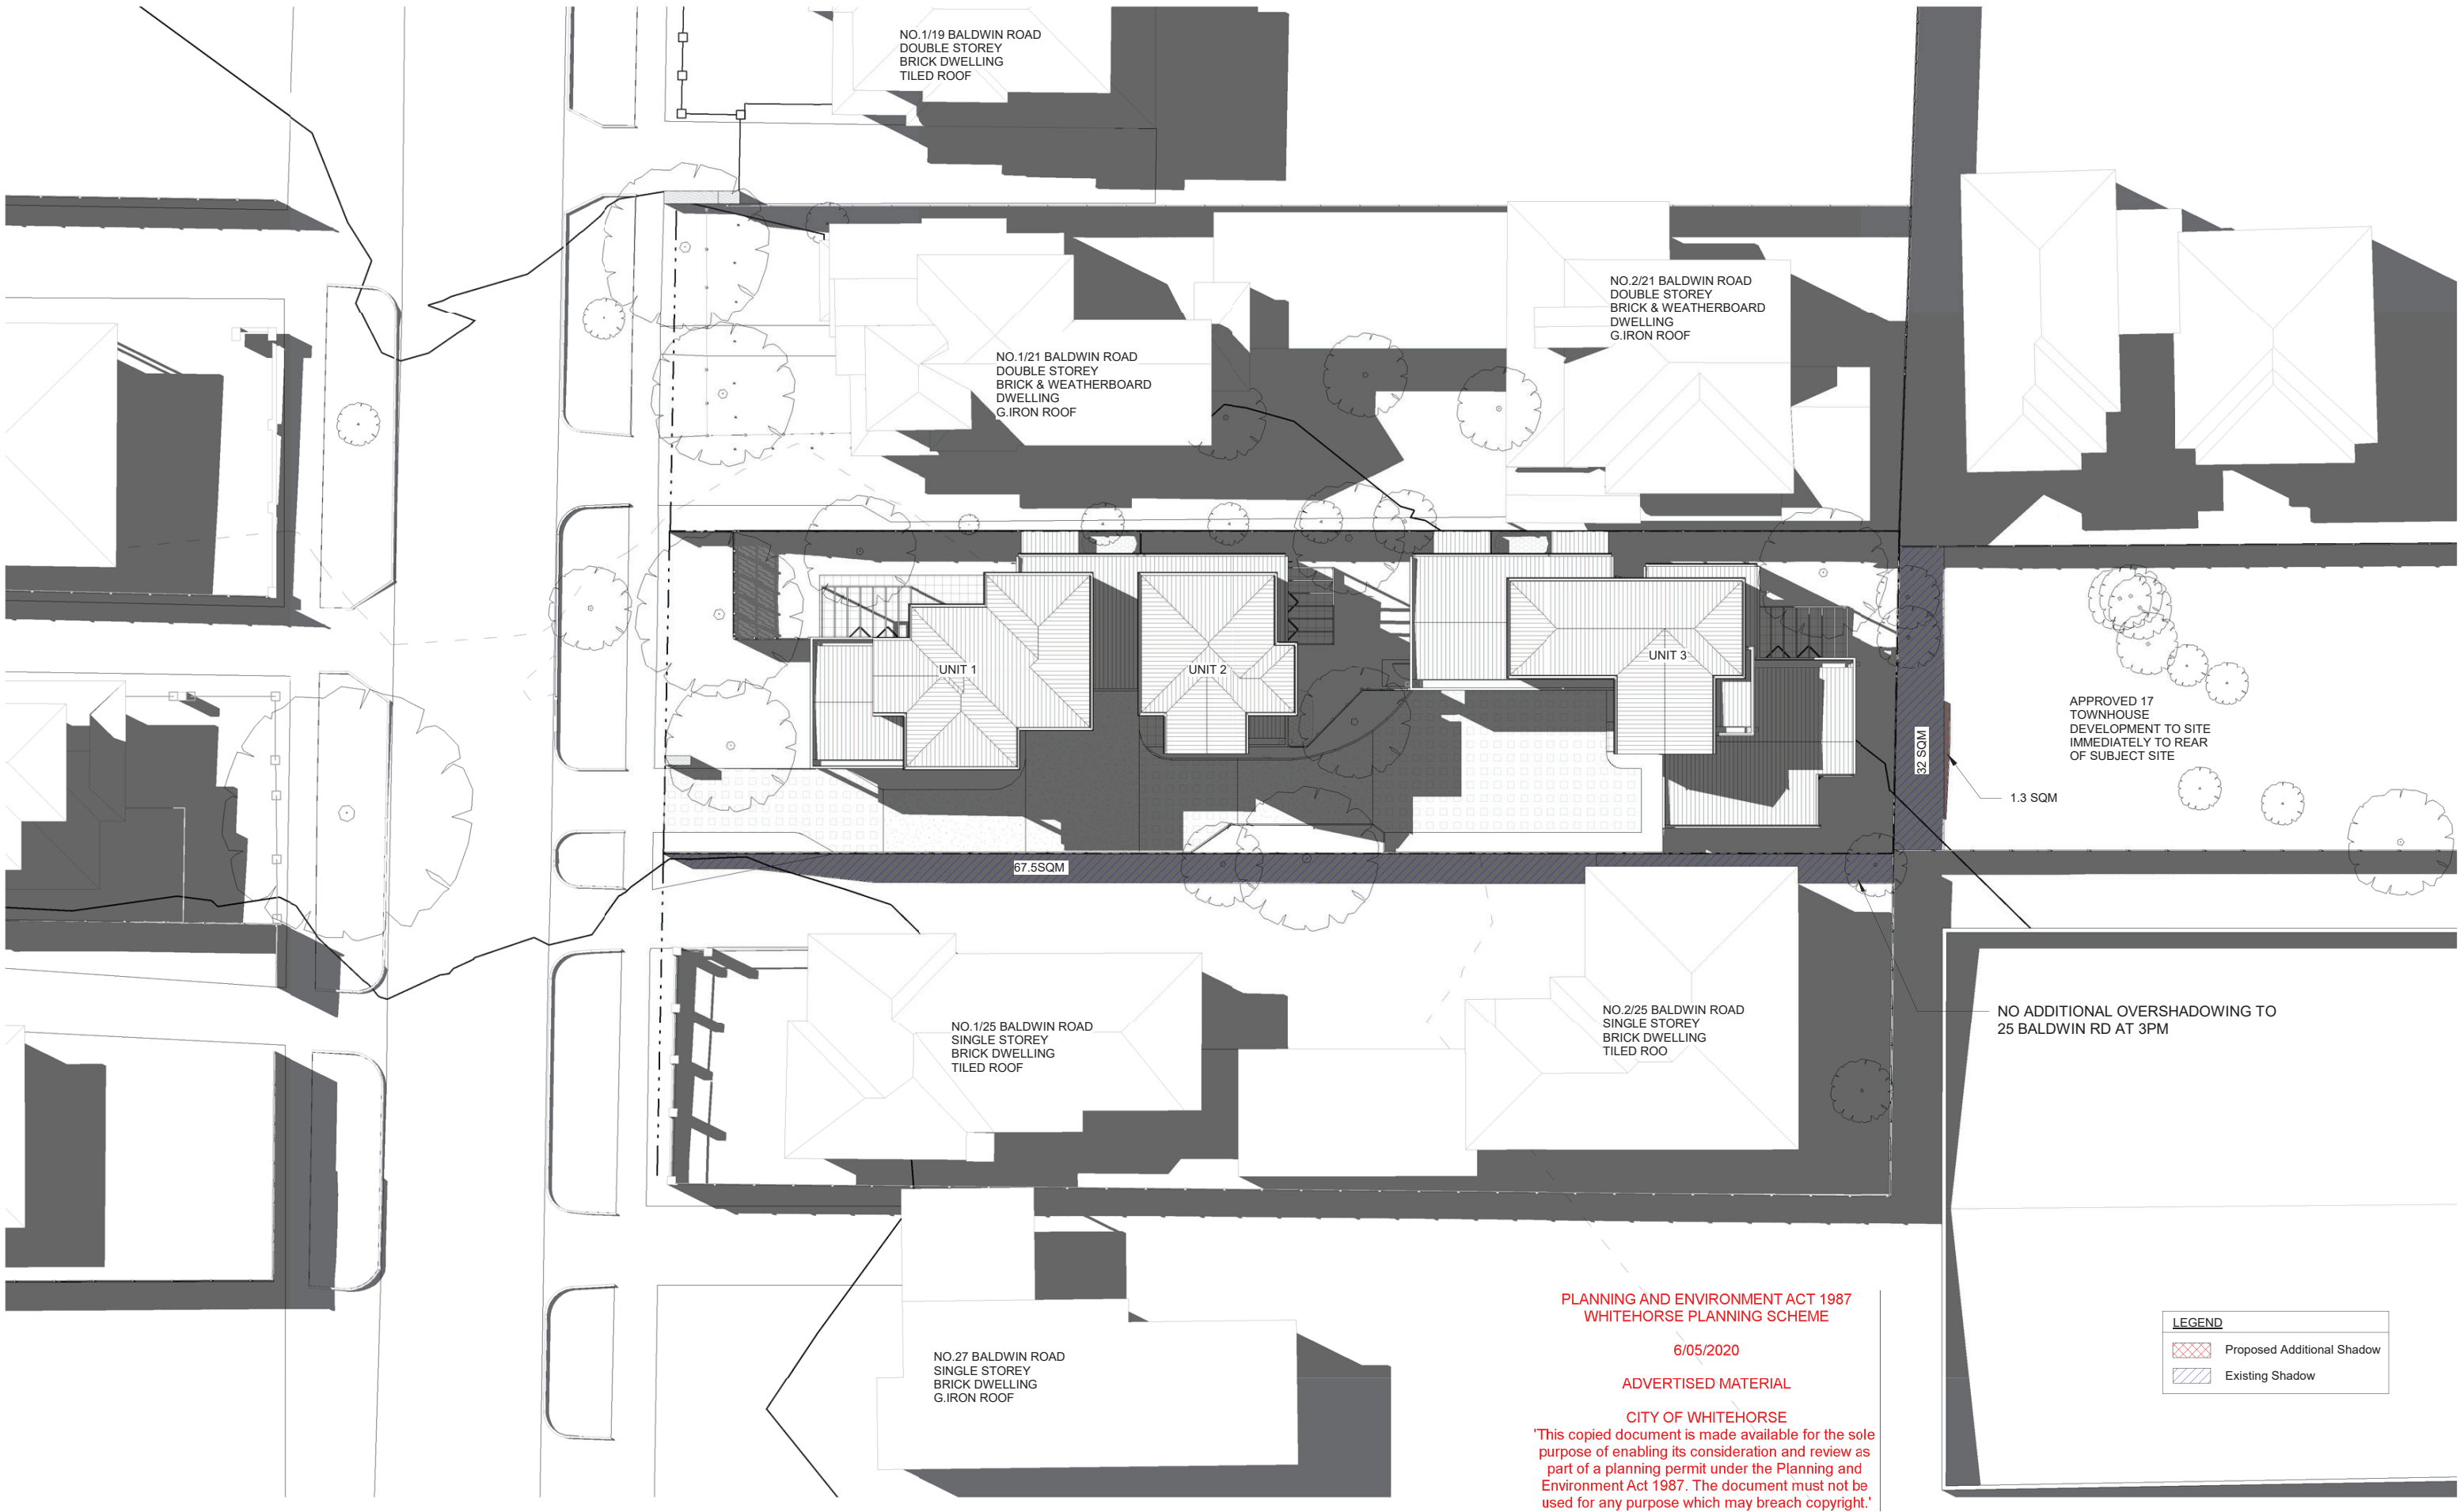 NO.1/19 BALDWIN ROAD
DOUBLE STOREY
BRICK DWELLING
TILED ROOF
NO.2/21 BALDWIN ROAD
DOUBLE STOREY
BRICK & WEATHERBOARD
DWELLING
G.IRON ROOF
NO.1/21 BALDWIN ROAD
DOUBLE STOREY
BRICK & WEATHERBOARD
DWELLING
G.IRON ROOF
UNIT 1
UNIT 2
UNIT 3
APPROVED 17
TOWNHOUSE
DEVELOPMENT TO SITE
IMMEDIATELY TO REAR
OF SUBJECT SITE
32 SQM
1.3 SQM
67.5SQM
NO ADDITIONAL OVERSHADOWING TO
25 BALDWIN RD AT 3PM
NO.1/25 BALDWIN ROAD
SINGLE STOREY
BRICK DWELLING
TILED ROOF
NO.2/25 BALDWIN ROAD
SINGLE STOREY
BRICK DWELLING
TILED ROO
NO.27 BALDWIN ROAD
SINGLE STOREY
BRICK DWELLING
G.IRON ROOF
PLANNING AND ENVIRONMENT ACT 1987
WHITEHORSE PLANNING SCHEME
6/05/2020
ADVERTISED MATERIAL
CITY OF WHITEHORSE
'This copied document is made available for the sole
purpose of enabling its consideration and review as
part of a planning permit under the Planning and
Environment Act 1987. The document must not be
used for any purpose which may breach copyright.'
LEGEND
Proposed Additional Shadow
Existing Shadow